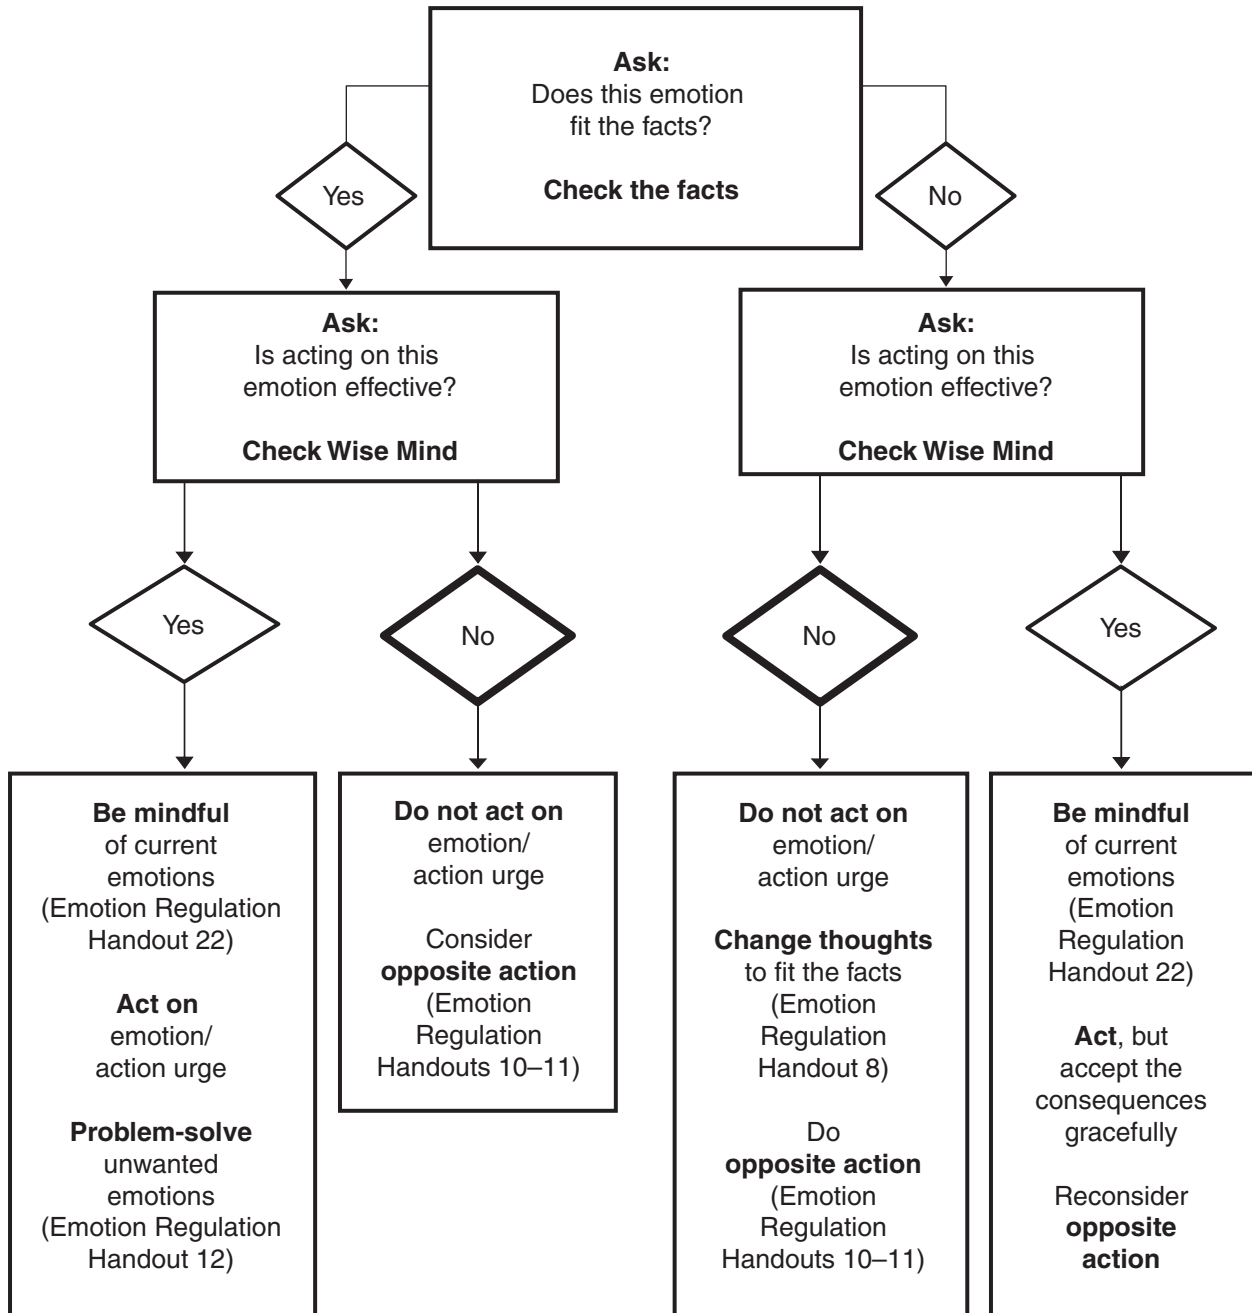 Ask:
Does this emotion
fit the facts?
Check the facts
Yes
No
Ask:
Is acting on this
emotion effective?
Check Wise Mind
Ask:
Is acting on this
emotion effective?
Check Wise Mind
Yes
No
No
Yes
Be mindful
of current
emotions
(Emotion Regulation
Handout 22)
Act on
emotion/
action urge
Problem-solve
unwanted
emotions
(Emotion Regulation
Handout 12)
Do not act on
emotion/
action urge
Consider
opposite action
(Emotion
Regulation
Handouts 10–11)
Do not act on
emotion/
action urge
Change thoughts
to fit the facts
(Emotion
Regulation
Handout 8)
Do
opposite action
(Emotion
Regulation
Handouts 10–11)
Be mindful
of current
emotions
(Emotion
Regulation
Handout 22)
Act, but
accept the
consequences
gracefully
Reconsider
opposite
action